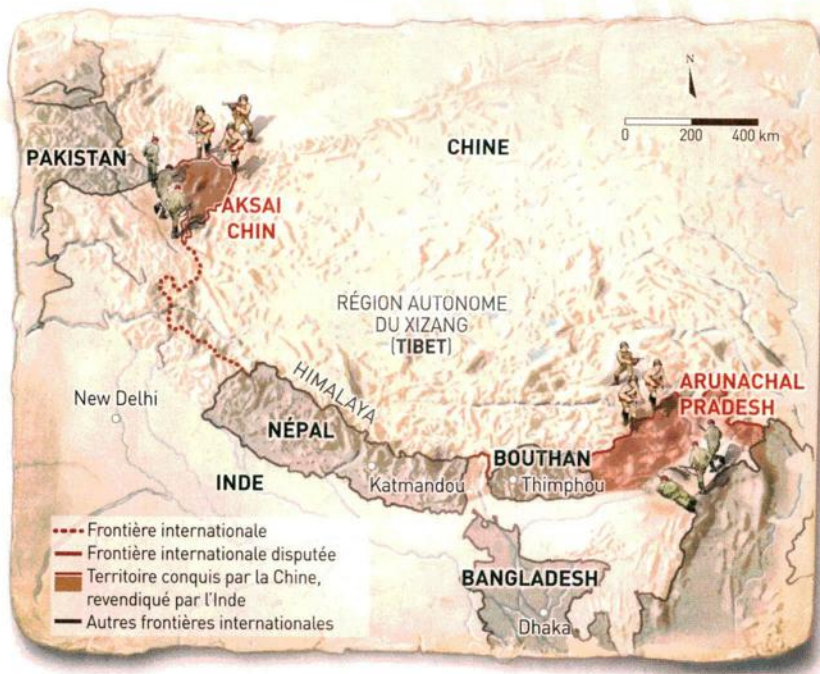 N
0 200 400 km
CHINE
PAKISTAN
AKSAI
CHIN
RÉGION AUTONOME
DU XIZANG
(TIBET)
HIMALAYA
ARUNACHAL
PRADESH
New Delhi
NÉPAL
BOUTHAN
INDE
Katmandou
Thimphou
Frontière internationale
Frontière internationale disputée
Territoire conquis par la Chine,
revendiqué par l'Inde
Autres frontières internationales
BANGLADESH
Dhaka